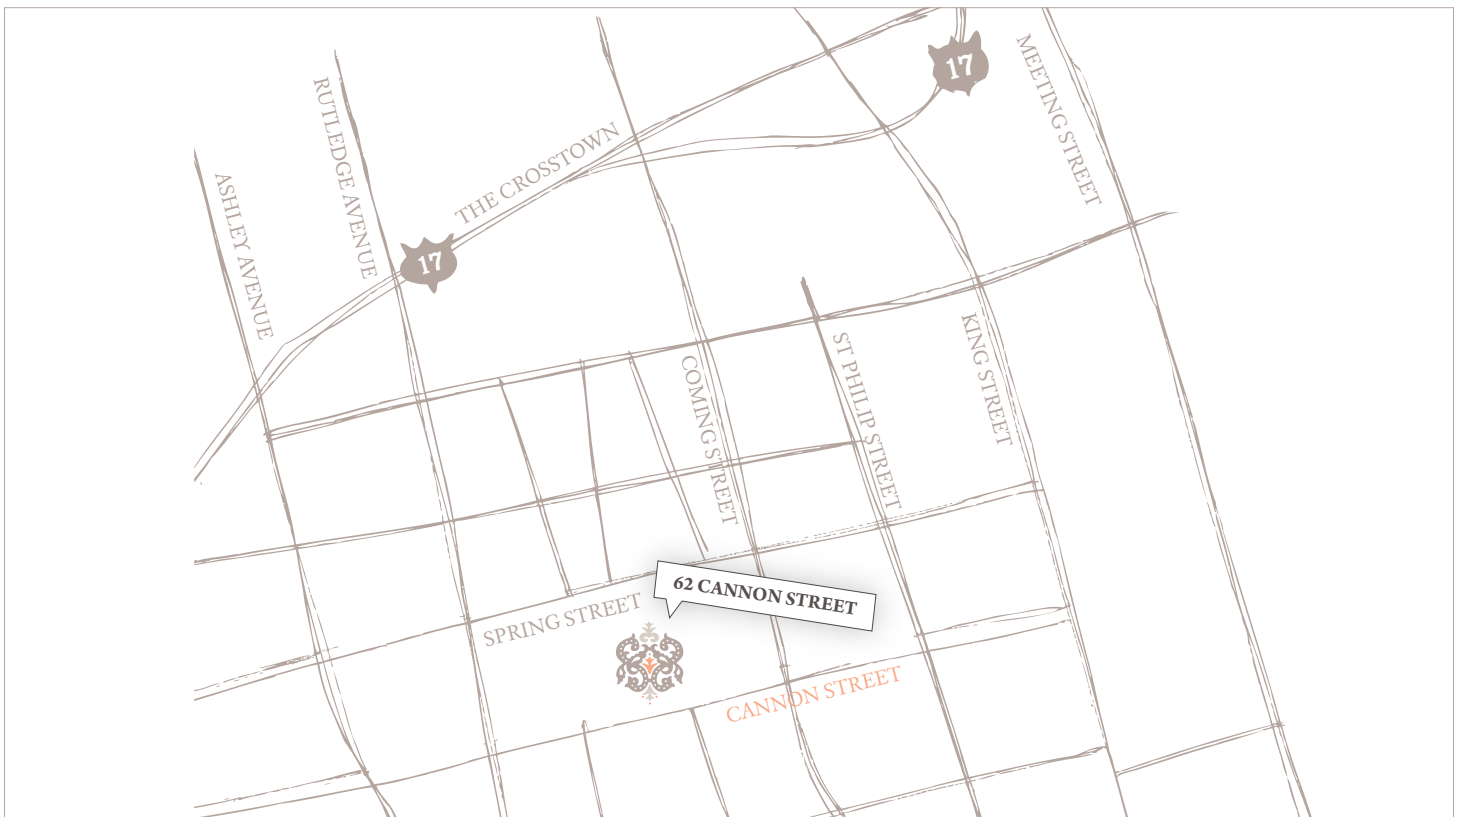 17
MEETING STREET
RUTLEDGE AVENUE
THE CROSSTOWN
ASHLEY AVENUE
17
KING STREET
ST PHILIP STREET
COMING STREET
62 CANNON STREET
SPRING STREET
CANNON STREET